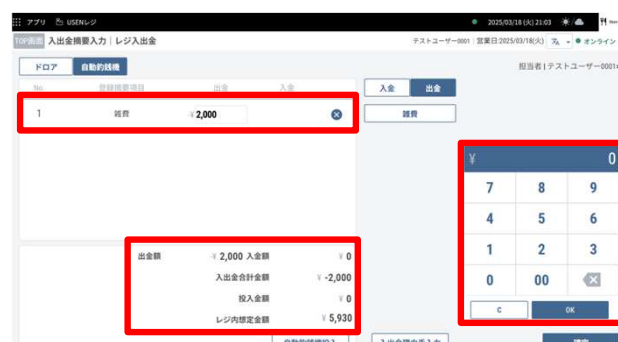 アプリ USENレジ 2025/03/18 (火) 21:03
TOP画面 入出金摘要入力 | レジ入出金 テストユーザー0001 営業日:2025/03/18(火) オンライン
ドロア 自動釣銭機 担当者 | テストユーザー0001
No. 登録摘要項目 出金 入金 入金 出金
1 雑費 ¥ 2,000 雑費
¥ 0
7 8 9
4 5 6
1 2 3
0 00
C OK
出金額 ¥ 2,000 入金額 ¥ 0
入出金合計金額 ¥ -2,000
投入金額 ¥ 0
レジ内想定金額 ¥ 5,930